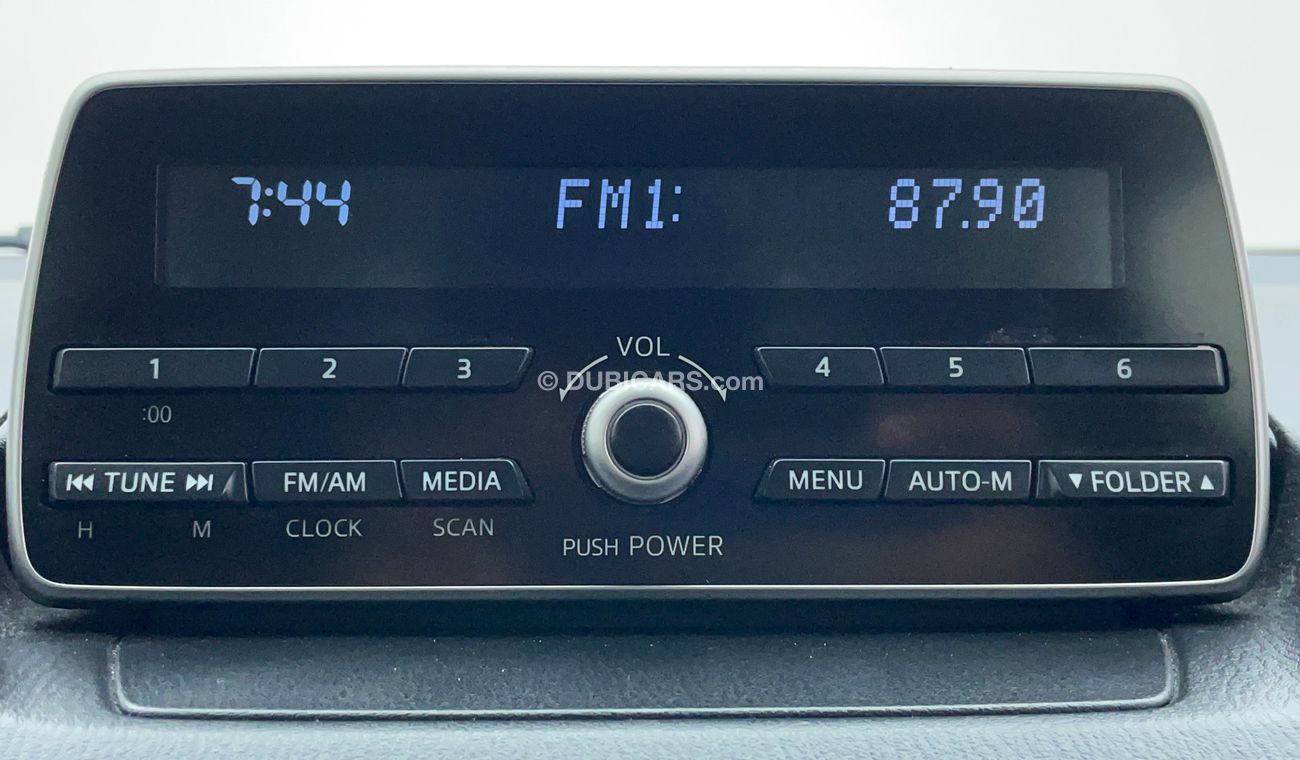 7:44 FM1: 87.90
VOL
1 2 3 4 5 6
© DUBICARS.com
:00
⏮ TUNE ⏭ FM/AM MEDIA MENU AUTO-M ▼ FOLDER ▲
H M CLOCK SCAN
PUSH POWER